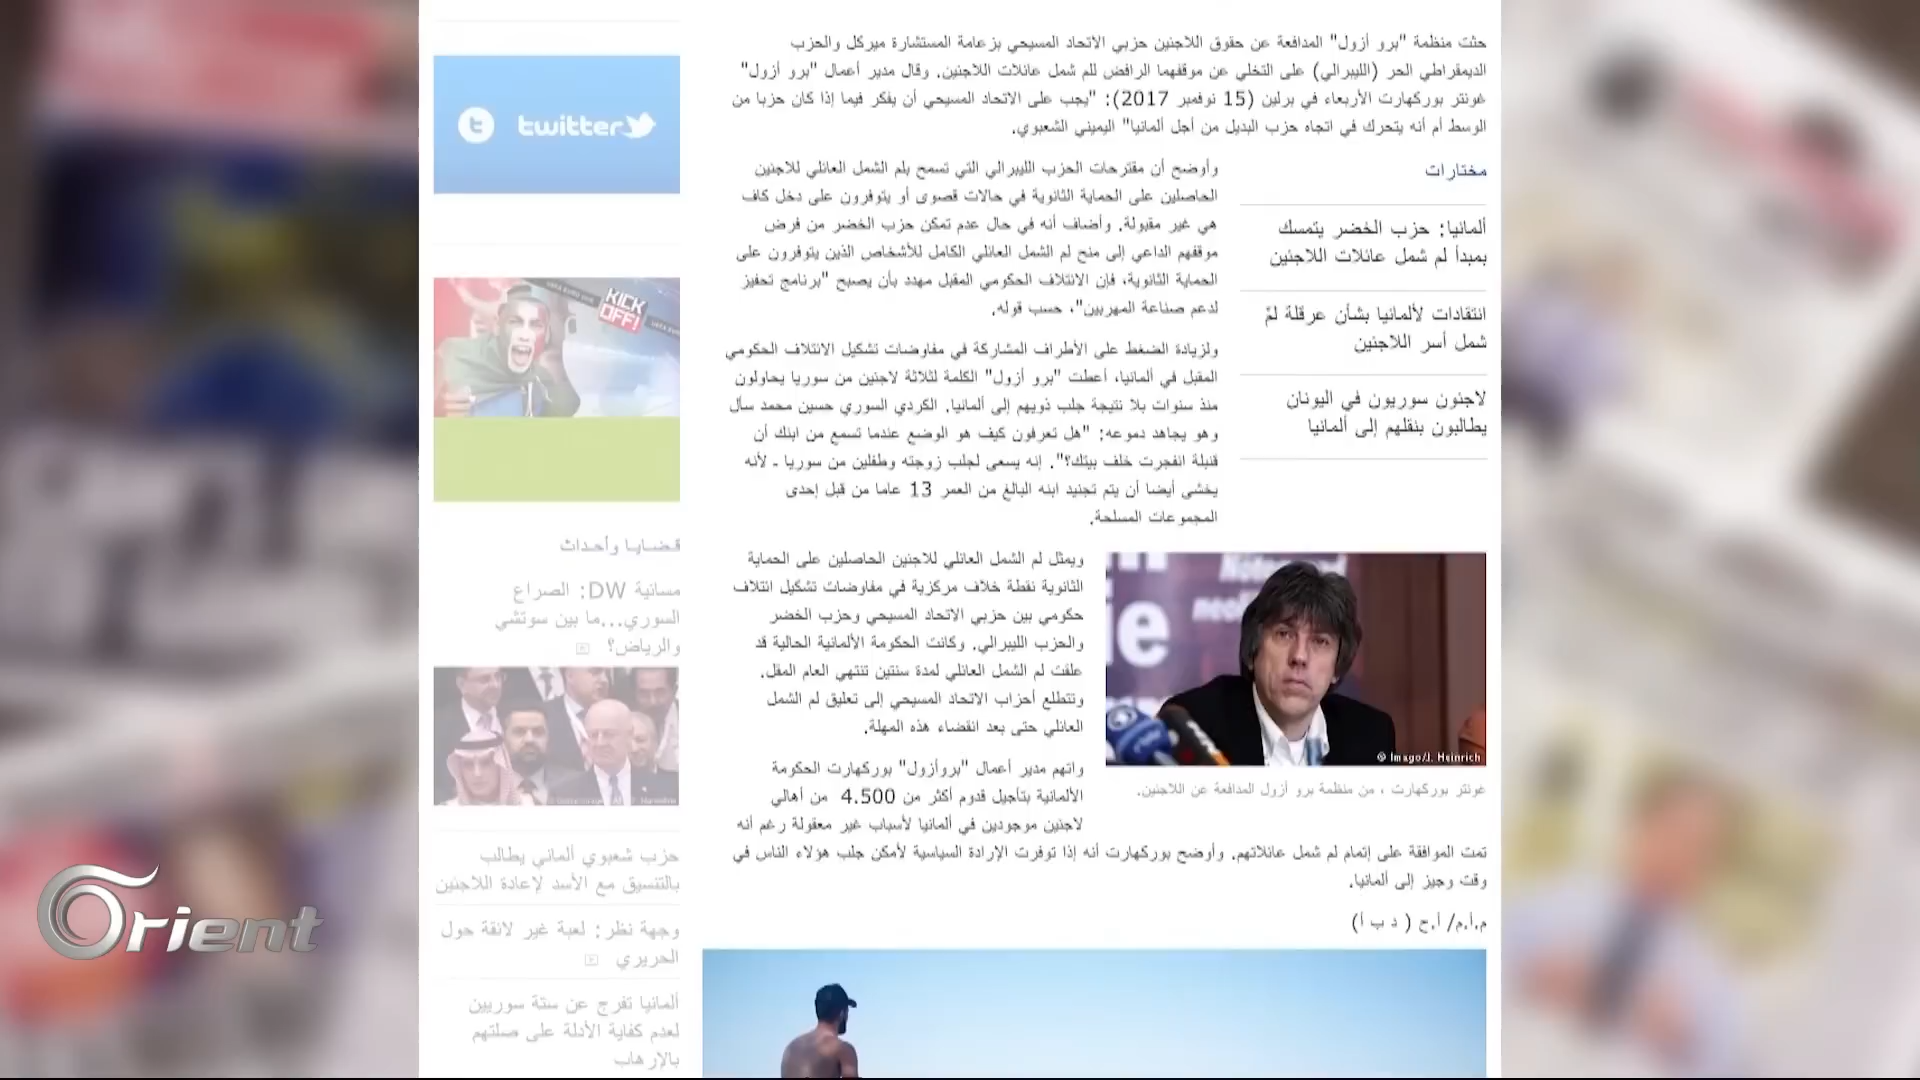 حثت منظمة "برو أزول" المدافعة عن حقوق اللاجئين حزبي الاتحاد المسيحي بزعامة المستشارة ميركل والحزب
الديمقراطي الحر (الليبرالي) على التخلي عن موقفهما الرافض للم شمل عائلات اللاجئين. وقال مدير أعمال "برو أزول"
غونتر بوركهارت الأربعاء في برلين (15 نوفمبر 2017): "يجب على الاتحاد المسيحي أن يفكر فيما إذا كان حزبا من
الوسط أم أنه يتحرك في اتجاه حزب البديل من أجل ألمانيا" اليميني الشعبوي.
مختارات
ألمانيا: حزب الخضر يتمسك
بمبدأ لم شمل عائلات اللاجئين
انتقادات لألمانيا بشأن عرقلة لمّ
شمل أسر اللاجئين
لاجئون سوريون في اليونان
يطالبون بنقلهم إلى ألمانيا
وأوضح أن مقترحات الحزب الليبرالي التي تسمح بلم الشمل العائلي للاجئين
الحاصلين على الحماية الثانوية في حالات قصوى أو يتوفرون على دخل كاف
هي غير مقبولة. وأضاف أنه في حال عدم تمكن حزب الخضر من فرض
موقفهم الداعي إلى منح لم الشمل العائلي الكامل للأشخاص الذين يتوفرون على
الحماية الثانوية، فإن الائتلاف الحكومي المقبل مهدد بأن يصبح "برنامج تحفيز
لدعم صناعة المهربين"، حسب قوله.
ولزيادة الضغط على الأطراف المشاركة في مفاوضات تشكيل الائتلاف الحكومي
المقبل في ألمانيا، أعطت "برو أزول" الكلمة لثلاثة لاجئين من سوريا يحاولون
منذ سنوات بلا نتيجة جلب ذويهم إلى ألمانيا. الكردي السوري حسين محمد سأل
وهو يجاهد دموعه: "هل تعرفون كيف هو الوضع عندما تسمع من ابنك أن
قنبلة انفجرت خلف بيتك؟". إنه يسعى لجلب زوجته وطفلين من سوريا ـ لأنه
يخشى أيضا أن يتم تجنيد ابنه البالغ من العمر 13 عاما من قبل إحدى
المجموعات المسلحة.
ويمثل لم الشمل العائلي للاجئين الحاصلين على الحماية
الثانوية نقطة خلاف مركزية في مفاوضات تشكيل ائتلاف
حكومي بين حزبي الاتحاد المسيحي وحزب الخضر
والحزب الليبرالي. وكانت الحكومة الألمانية الحالية قد
علقت لم الشمل العائلي لمدة سنتين تنتهي العام المقل.
وتتطلع أحزاب الاتحاد المسيحي إلى تعليق لم الشمل
العائلي حتى بعد انقضاء هذه المهلة.
© Imago/J. Heinrich
غونتر بوركهارت ، من منظمة برو أزول المدافعة عن اللاجئين.
واتهم مدير أعمال "بروأزول" بوركهارت الحكومة
الألمانية بتأجيل قدوم أكثر من 4.500 من أهالي
لاجئين موجودين في ألمانيا لأسباب غير معقولة رغم أنه
تمت الموافقة على إتمام لم شمل عائلاتهم. وأوضح بوركهارت أنه إذا توفرت الإرادة السياسية لأمكن جلب هؤلاء الناس في
وقت وجيز إلى ألمانيا.
م.أ.م/ أ.ح ( د ب أ)
twitter
KICK
OFF!
قضايا وأحداث
مسائية DW: الصراع
السوري...ما بين سوتشي
والرياض؟
حزب شعبوي ألماني يطالب
بالتنسيق مع الأسد لإعادة اللاجئين
وجهة نظر: لعبة غير لائقة حول
الحريري
ألمانيا تفرج عن ستة سوريين
لعدم كفاية الأدلة على صلتهم
بالإرهاب
Orient